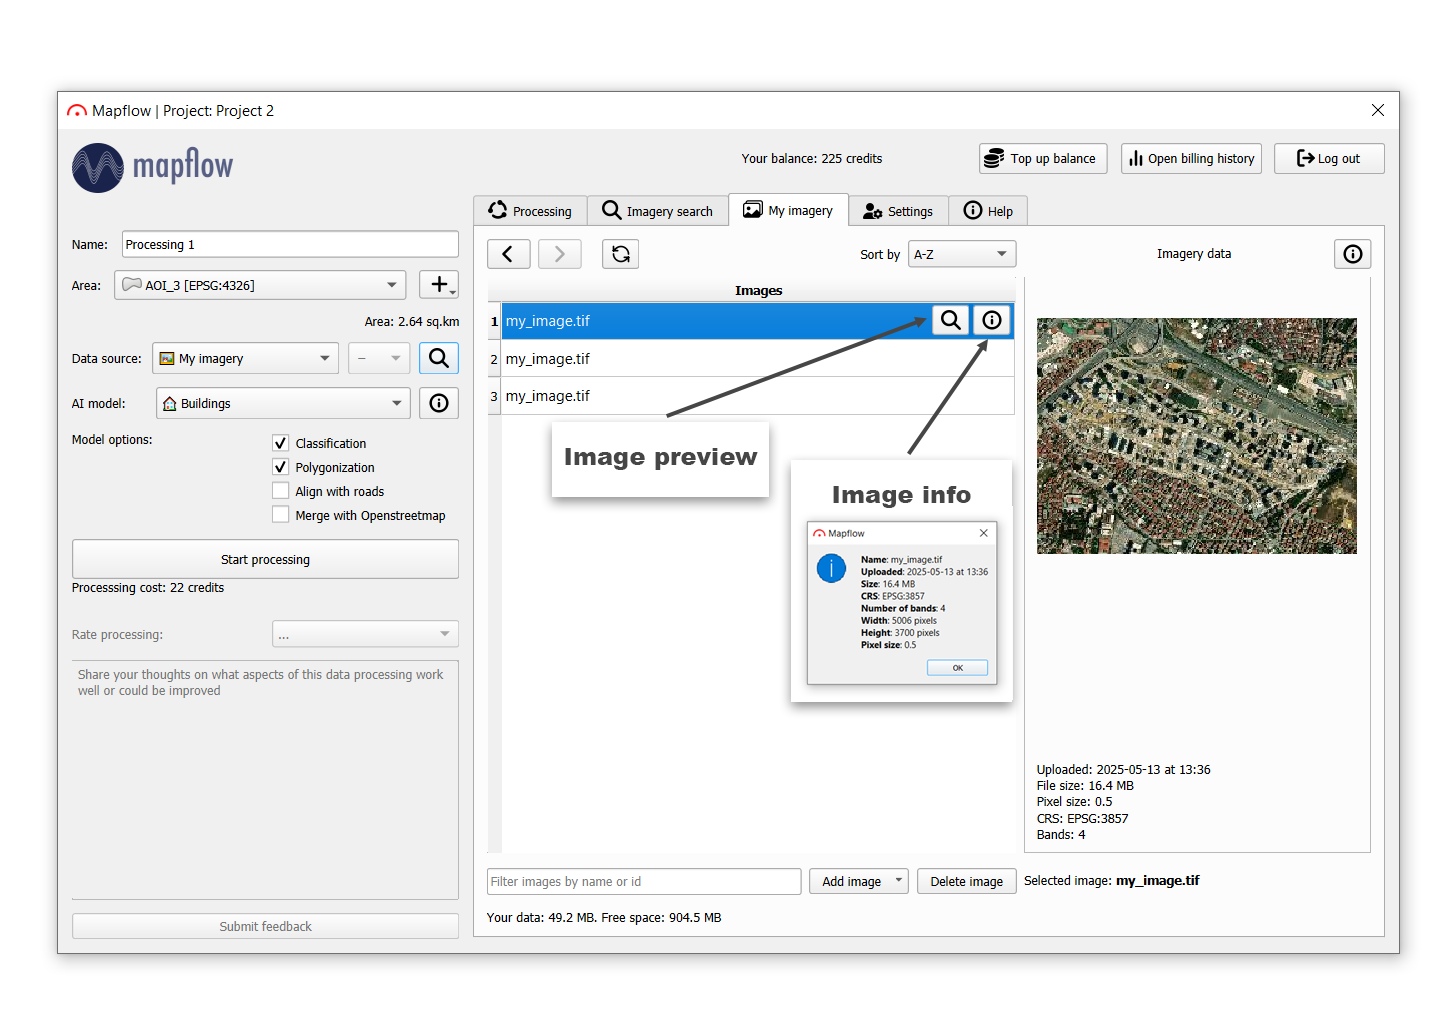 Mapflow | Project: Project 2
mapflow
Your balance: 225 credits
Top up balance
Open billing history
Log out
Processing
Imagery search
My imagery
Settings
Help
Name:
Processing 1
Area:
AOI_3 [EPSG:4326]
Area: 2.64 sq.km
Data source:
My imagery
–
AI model:
Buildings
Model options:
Classification
Polygonization
Align with roads
Merge with Openstreetmap
Start processing
Processsing cost: 22 credits
Rate processing:
...
Share your thoughts on what aspects of this data processing work
well or could be improved
Submit feedback
Sort by
A-Z
Images
1 my_image.tif
2 my_image.tif
3 my_image.tif
Image preview
Image info
Mapflow
Name: my_image.tif
Uploaded: 2025-05-13 at 13:36
Size: 16.4 MB
CRS: EPSG:3857
Number of bands: 4
Width: 5006 pixels
Height: 3700 pixels
Pixel size: 0.5
OK
Filter images by name or id
Add image
Delete image
Your data: 49.2 MB. Free space: 904.5 MB
Imagery data
Uploaded: 2025-05-13 at 13:36
File size: 16.4 MB
Pixel size: 0.5
CRS: EPSG:3857
Bands: 4
Selected image: my_image.tif